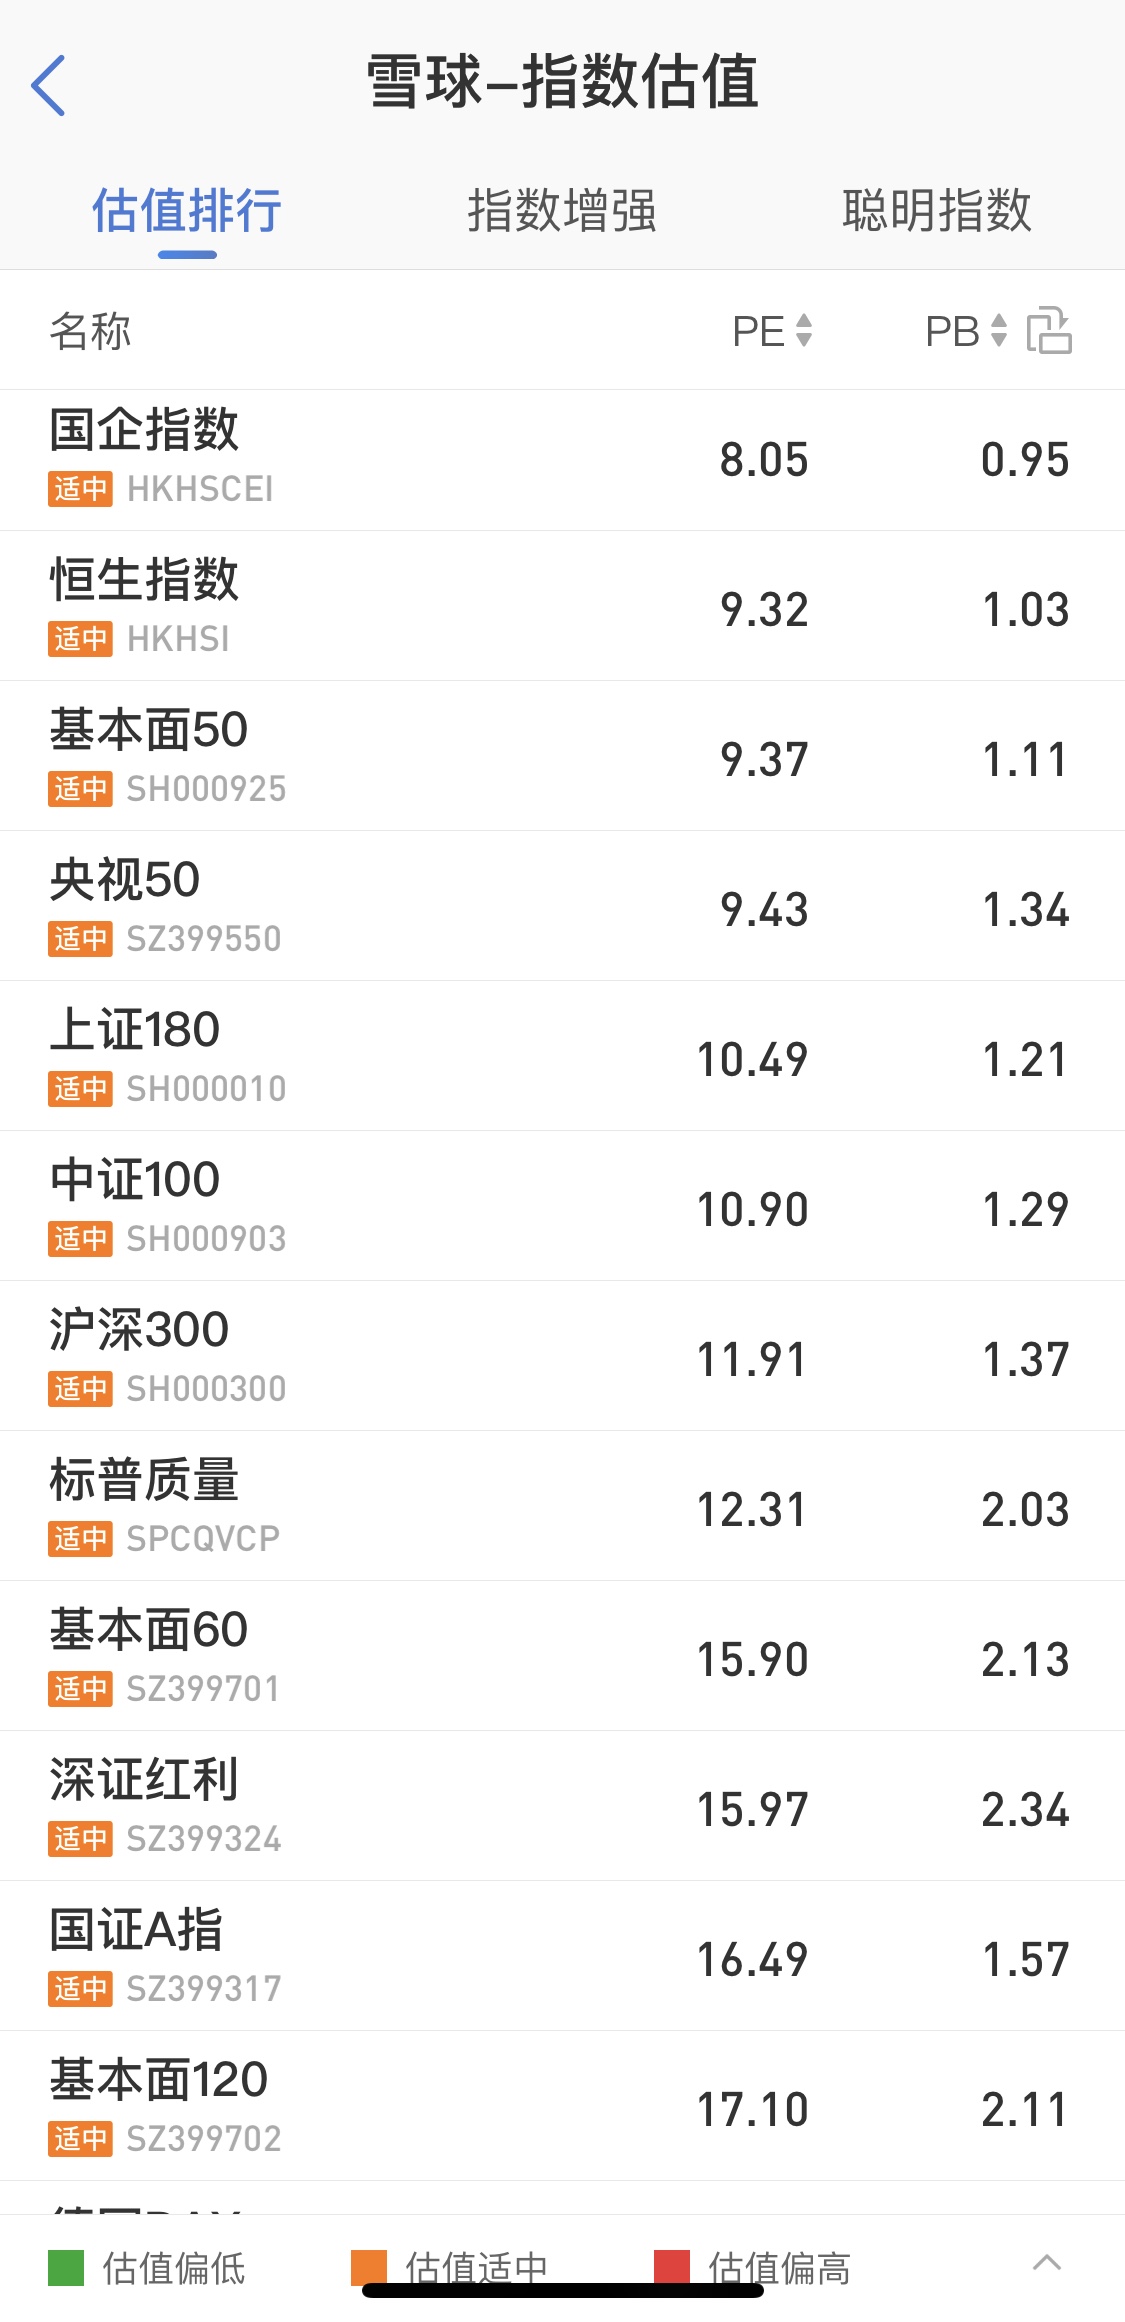 雪球-指数估值
估值排行 指数增强 聪明指数
名称 PE PB
国企指数
适中 HKHSCEI 8.05 0.95
恒生指数
适中 HKHSI 9.32 1.03
基本面50
适中 SH000925 9.37 1.11
央视50
适中 SZ399550 9.43 1.34
上证180
适中 SH000010 10.49 1.21
中证100
适中 SH000903 10.90 1.29
沪深300
适中 SH000300 11.91 1.37
标普质量
适中 SPCQVCP 12.31 2.03
基本面60
适中 SZ399701 15.90 2.13
深证红利
适中 SZ399324 15.97 2.34
国证A指
适中 SZ399317 16.49 1.57
基本面120
适中 SZ399702 17.10 2.11
估值偏低 估值适中 估值偏高